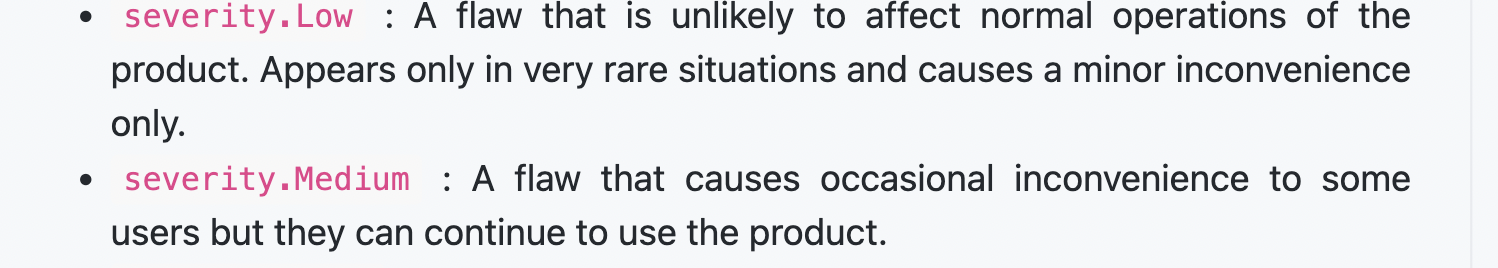 • severity.Low : A flaw that is unlikely to affect normal operations of the
product. Appears only in very rare situations and causes a minor inconvenience
only.
• severity.Medium : A flaw that causes occasional inconvenience to some
users but they can continue to use the product.